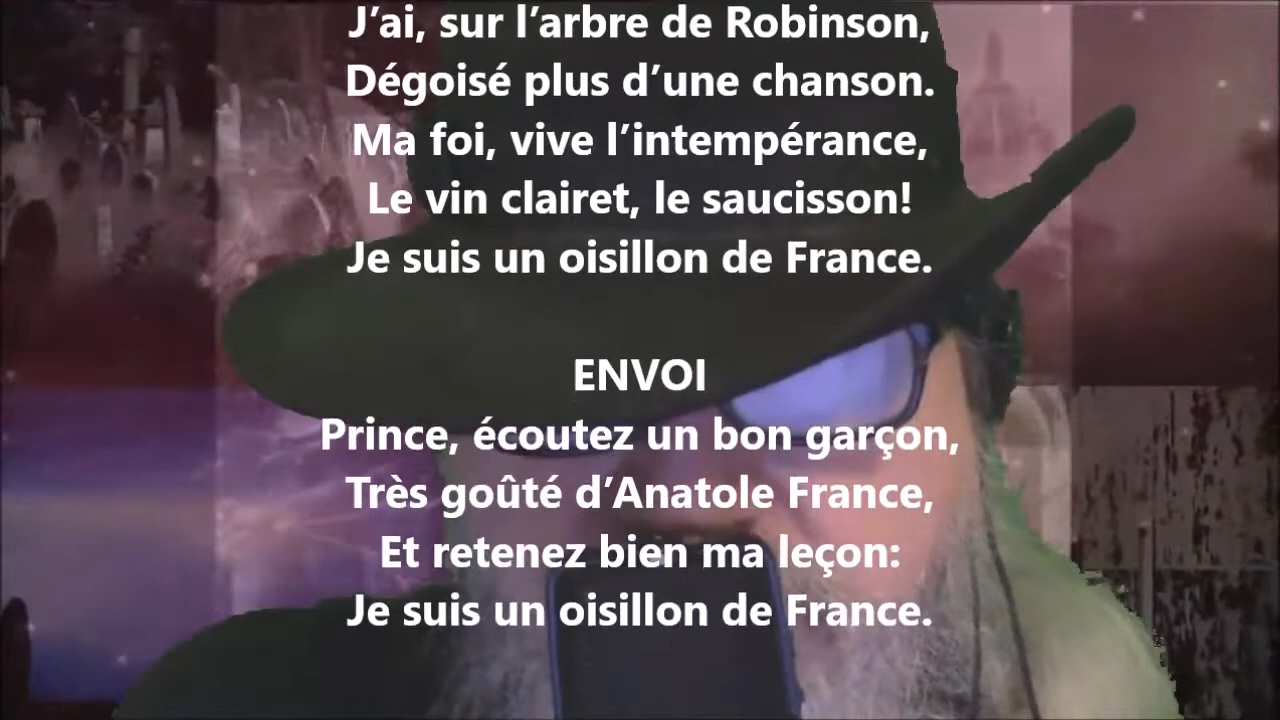 J’ai, sur l’arbre de Robinson,
Dégoisé plus d’une chanson.
Ma foi, vive l’intempérance,
Le vin clairet, le saucisson!
Je suis un oisillon de France.
ENVOI
Prince, écoutez un bon garçon,
Très goûté d’Anatole France,
Et retenez bien ma leçon:
Je suis un oisillon de France.